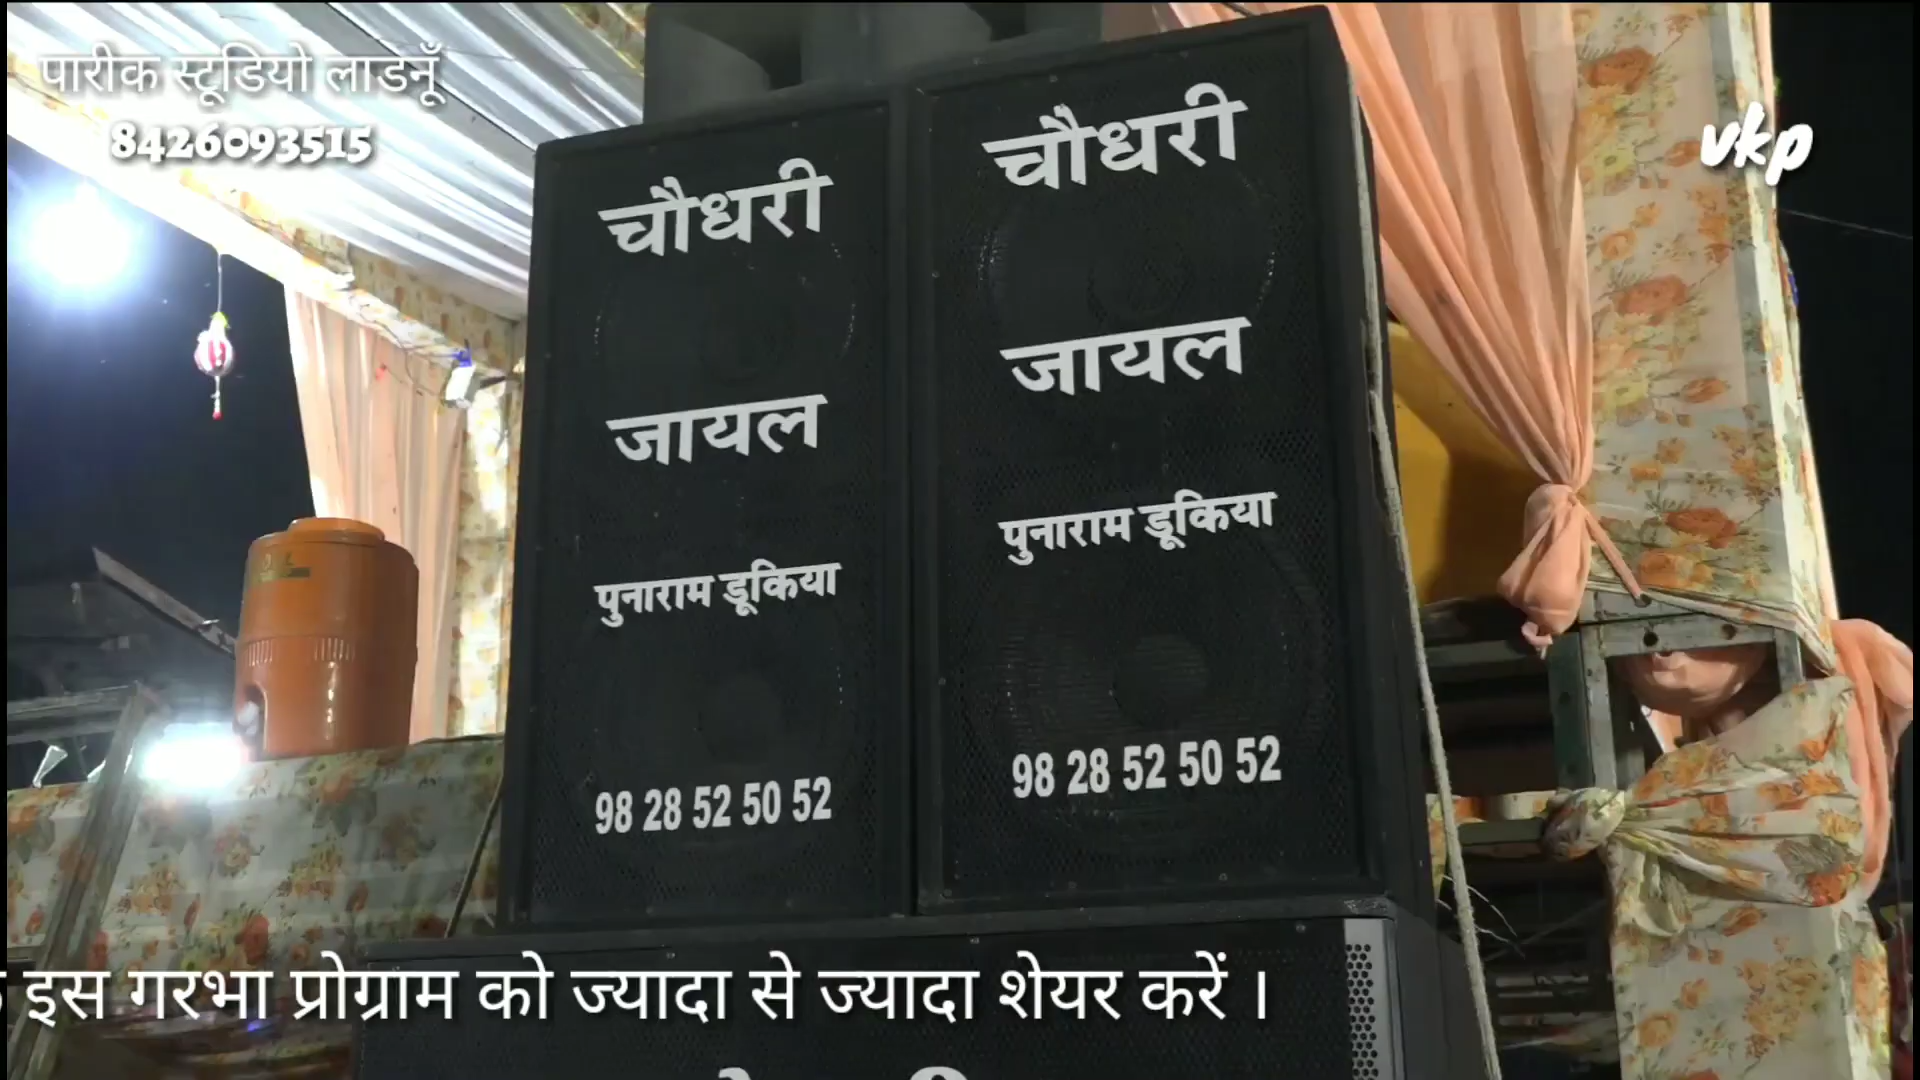 पारीक स्टूडियो लाडनूँ
8426093515
vkp
चौधरी
जायल
पुनाराम डूकिया
98 28 52 50 52
चौधरी
जायल
पुनाराम डूकिया
98 28 52 50 52
इस गरभा प्रोग्राम को ज्यादा से ज्यादा शेयर करें ।